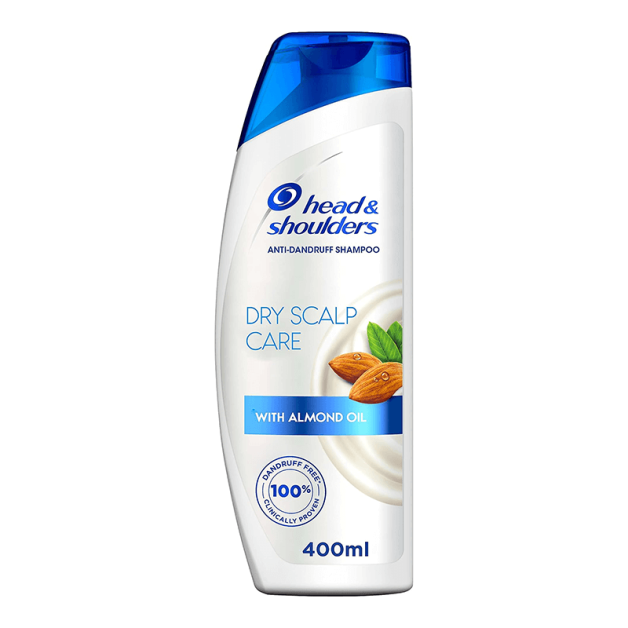 head &
shoulders
ANTI-DANDRUFF SHAMPOO
DRY SCALP
CARE
WITH ALMOND OIL
DANDRUFF FREE*
100%
CLINICALLY PROVEN
400ml